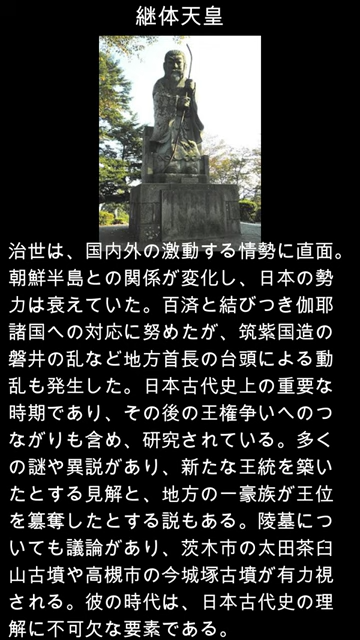 継体天皇
治世は、国内外の激動する情勢に直面。
朝鮮半島との関係が変化し、日本の勢
力は衰えていた。百済と結びつき伽耶
諸国への対応に努めたが、筑紫国造の
磐井の乱など地方首長の台頭による動
乱も発生した。日本古代史上の重要な
時期であり、その後の王権争いへのつ
ながりも含め、研究されている。多く
の謎や異説があり、新たな王統を築い
たとする見解と、地方の一豪族が王位
を簒奪したとする説もある。陵墓につ
いても議論があり、茨木市の太田茶臼
山古墳や高槻市の今城塚古墳が有力視
される。彼の時代は、日本古代史の理
解に不可欠な要素である。